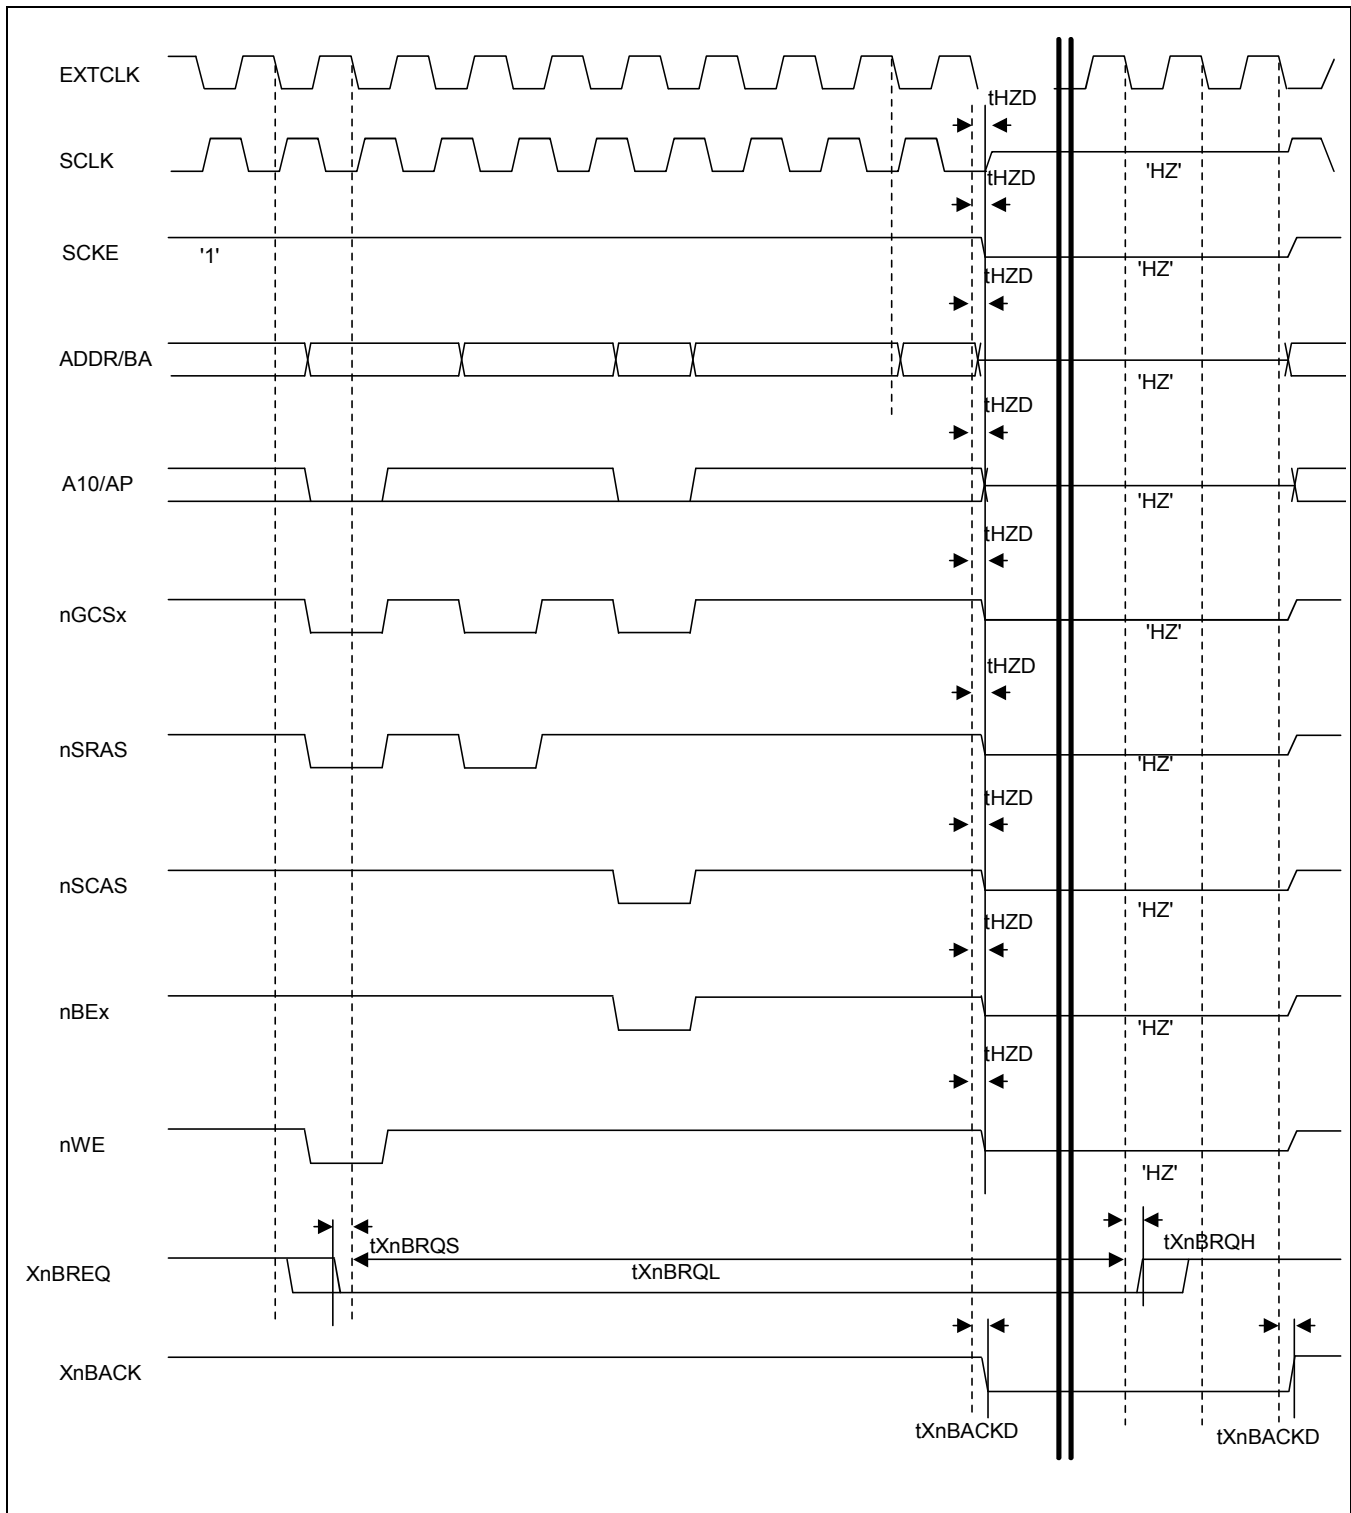 EXTCLK
tHZD
SCLK
'HZ'
tHZD
SCKE
'1'
'HZ'
tHZD
ADDR/BA
'HZ'
tHZD
A10/AP
'HZ'
tHZD
nGCSx
'HZ'
tHZD
nSRAS
'HZ'
tHZD
nSCAS
'HZ'
tHZD
nBEx
'HZ'
tHZD
nWE
'HZ'
tXnBRQS
tXnBRQH
XnBREQ
tXnBRQL
XnBACK
tXnBACKD
tXnBACKD